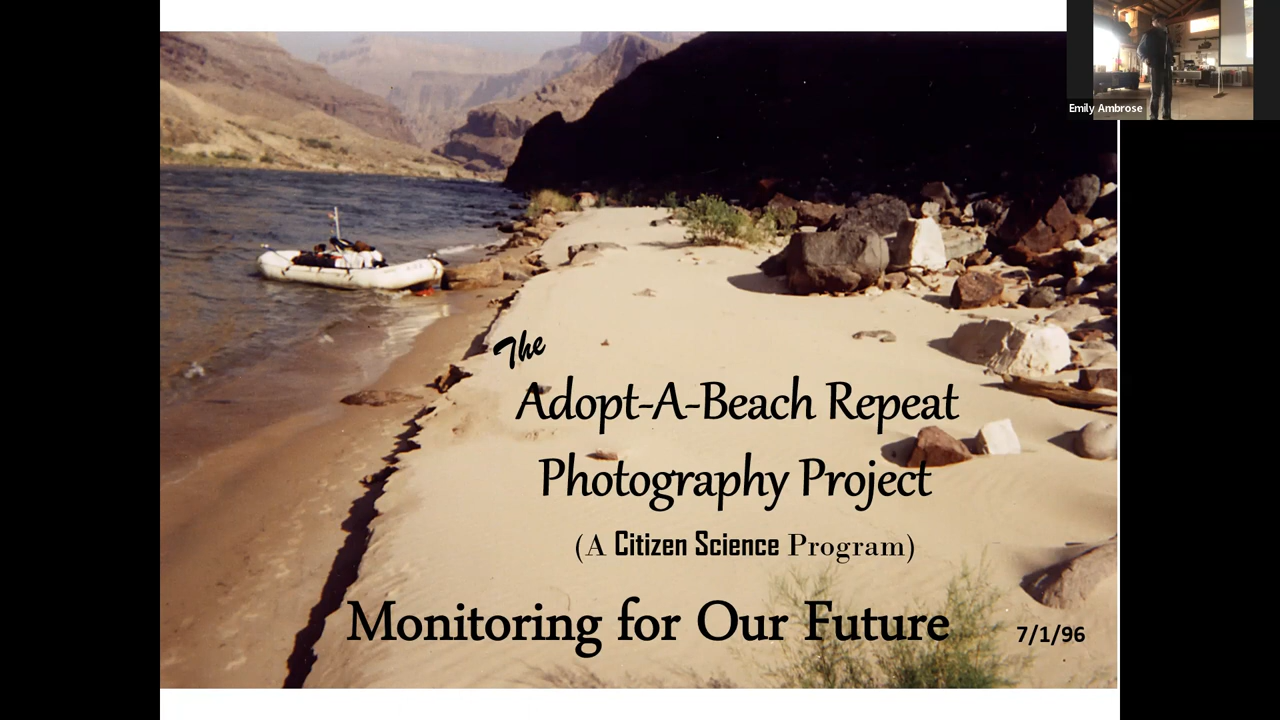 Emily Ambrose
The
Adopt-A-Beach Repeat
Photography Project
(A Citizen Science Program)
Monitoring for Our Future
7/1/96